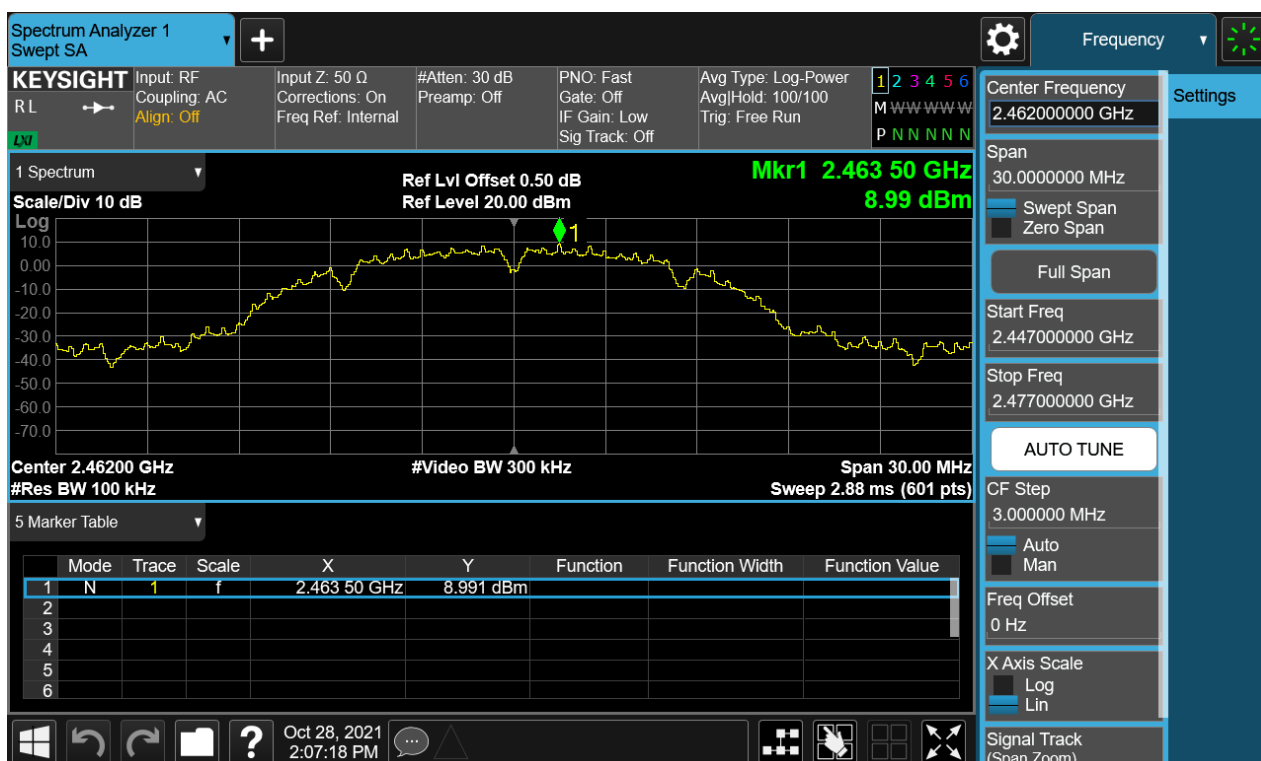 Spectrum Analyzer 1
Swept SA
Frequency
KEYSIGHT
R L
LXI
Input: RF
Coupling: AC
Align: Off
Input Z: 50 Ω
Corrections: On
Freq Ref: Internal
#Atten: 30 dB
Preamp: Off
PNO: Fast
Gate: Off
IF Gain: Low
Sig Track: Off
Avg Type: Log-Power
Avg|Hold: 100/100
Trig: Free Run
1 2 3 4 5 6
M W W W W W
P N N N N N
1 Spectrum
Scale/Div 10 dB
Ref Lvl Offset 0.50 dB
Ref Level 20.00 dBm
Mkr1 2.463 50 GHz
8.99 dBm
Log
10.0
0.00
-10.0
-20.0
-30.0
-40.0
-50.0
-60.0
-70.0
1
Center 2.46200 GHz
#Res BW 100 kHz
#Video BW 300 kHz
Span 30.00 MHz
Sweep 2.88 ms (601 pts)
5 Marker Table
Mode Trace Scale X Y Function Function Width Function Value
1 N 1 f 2.463 50 GHz 8.991 dBm
2
3
4
5
6
Oct 28, 2021
2:07:18 PM
Center Frequency
2.462000000 GHz
Settings
Span
30.0000000 MHz
Swept Span
Zero Span
Full Span
Start Freq
2.447000000 GHz
Stop Freq
2.477000000 GHz
AUTO TUNE
CF Step
3.000000 MHz
Auto
Man
Freq Offset
0 Hz
X Axis Scale
Log
Lin
Signal Track
(Span Zoom)